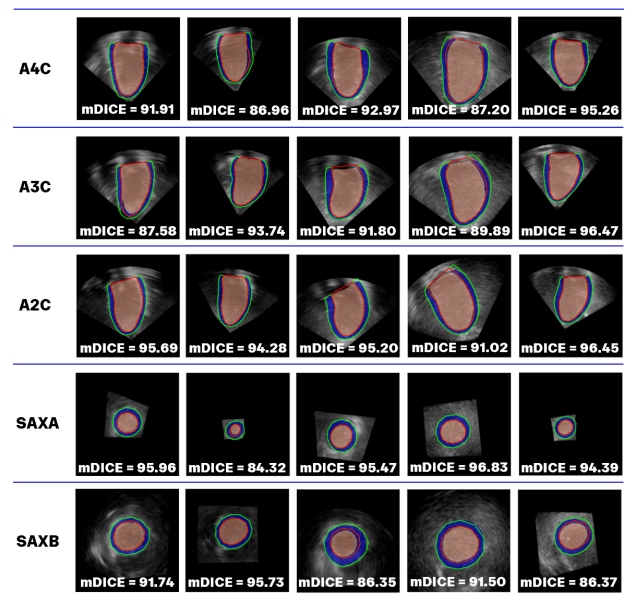 A4C
mDICE = 91.91
mDICE = 86.96
mDICE = 92.97
mDICE = 87.20
mDICE = 95.26
A3C
mDICE = 87.58
mDICE = 93.74
mDICE = 91.80
mDICE = 89.89
mDICE = 96.47
A2C
mDICE = 95.69
mDICE = 94.28
mDICE = 95.20
mDICE = 91.02
mDICE = 96.45
SAXA
mDICE = 95.96
mDICE = 84.32
mDICE = 95.47
mDICE = 96.83
mDICE = 94.39
SAXB
mDICE = 91.74
mDICE = 95.73
mDICE = 86.35
mDICE = 91.50
mDICE = 86.37